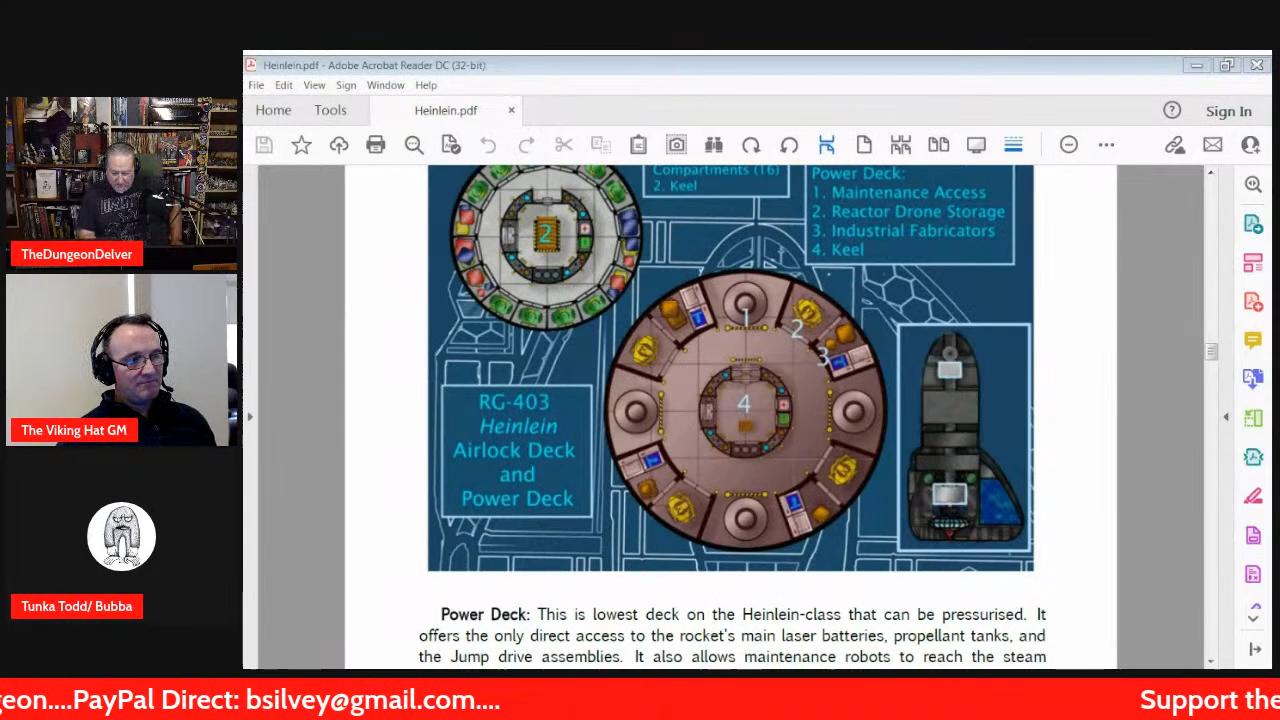 Heinlein.pdf - Adobe Acrobat Reader DC (32-bit)
File Edit View Sign Window Help
Home Tools Heinlein.pdf × Sign In
TheDungeonDelver
The Viking Hat GM
Tunka Todd/ Bubba
Compartments (16)
2. Keel
Power Deck:
1. Maintenance Access
2. Reactor Drone Storage
3. Industrial Fabricators
4. Keel
2
1
2
3
4
RG-403
Heinlein
Airlock Deck
and
Power Deck
Power Deck: This is lowest deck on the Heinlein-class that can be pressurised. It
offers the only direct access to the rocket's main laser batteries, propellant tanks, and
the Jump drive assemblies. It also allows maintenance robots to reach the steam
geon....PayPal Direct: bsilvey@gmail.com.... Support the